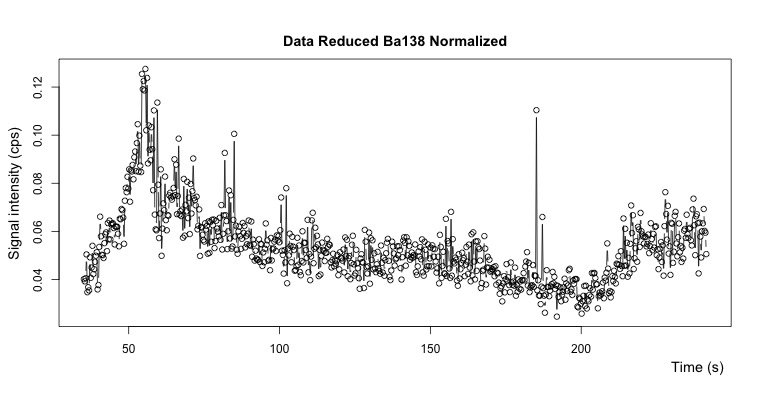 Data Reduced Ba138 Normalized
Signal intensity (cps)
0.12
0.10
0.08
0.06
0.04
50 100 150 200
Time (s)